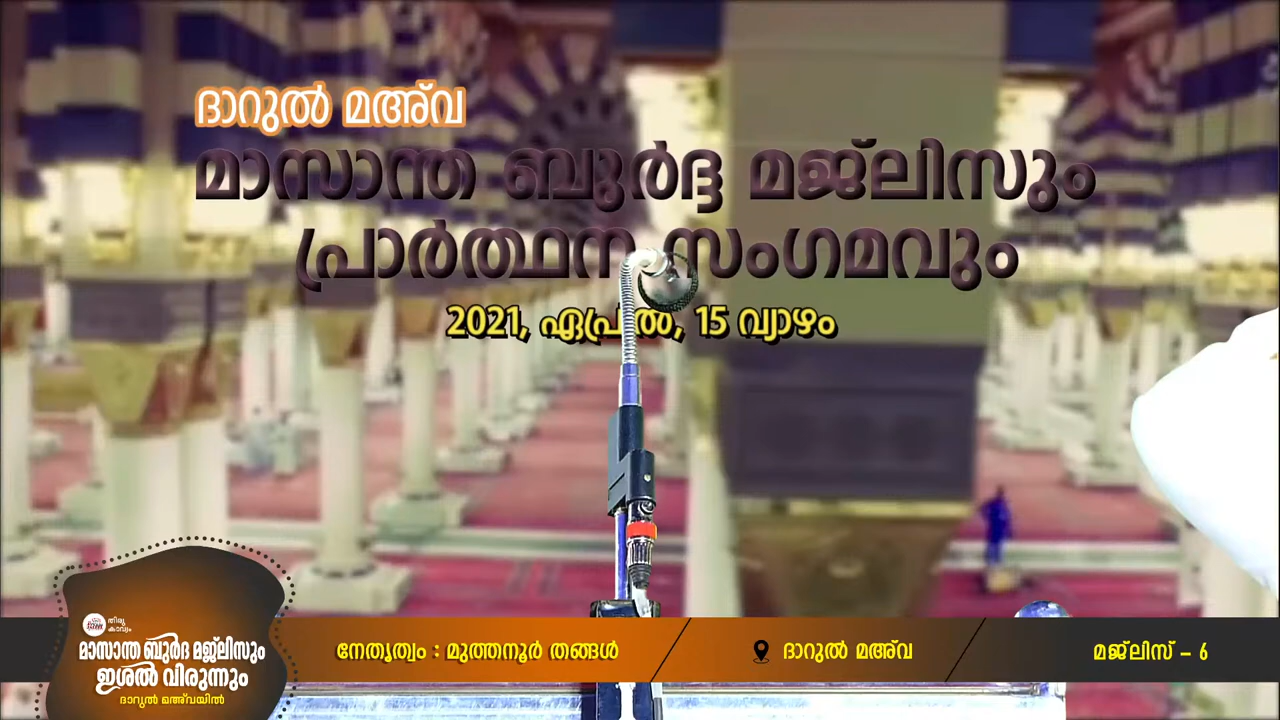 ദാറുൽ മഅ്‌വ
മാസാന്ത ബുർദ്ദ മജ്‌ലിസും
പ്രാർത്ഥന സംഗമവും
2021, ഏപ്രിൽ, 15 വ്യാഴം
തിരു
കാവ്യം
മാസാന്ത ബുർദ മജ്ലിസും
ഇശൽ വിരുന്നും
ദാറുൽ മഅ്‌വയിൽ
നേതൃത്വം : മുത്തനൂർ തങ്ങൾ
ദാറുൽ മഅ്‌വ
മജ്‌ലിസ് – 6